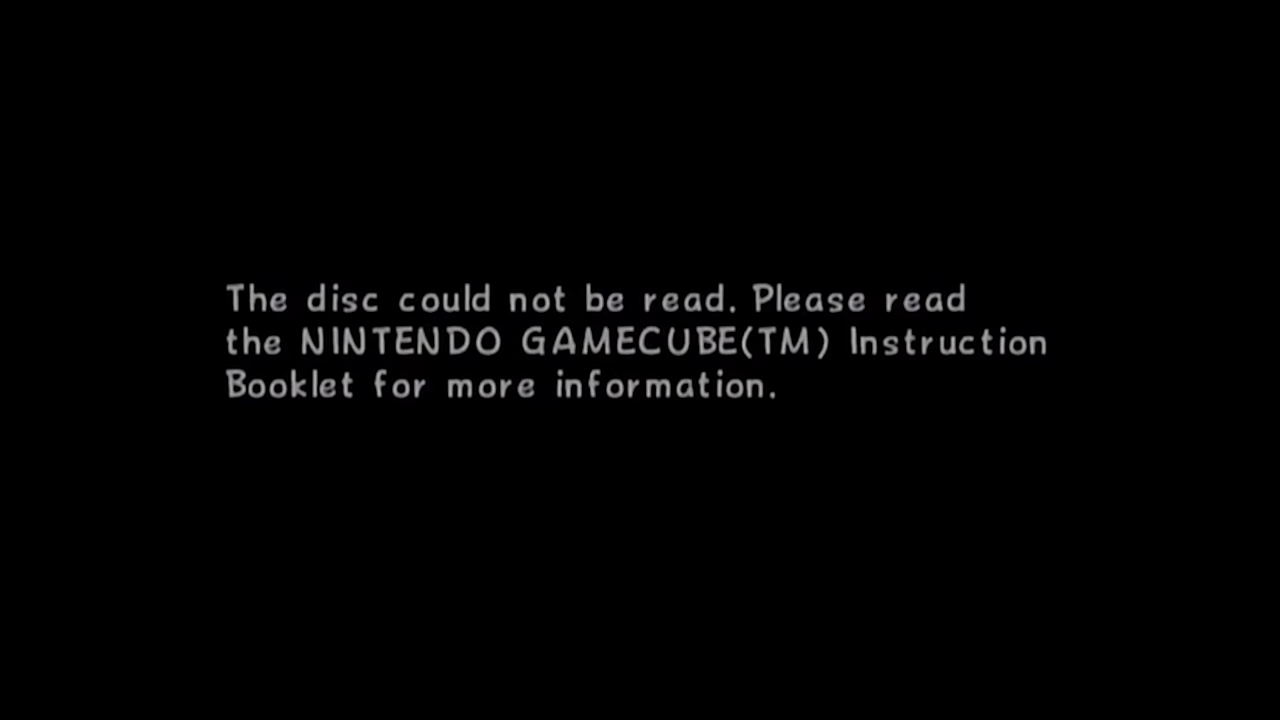 The disc could not be read. Please read
the NINTENDO GAMECUBE(TM) Instruction
Booklet for more information.